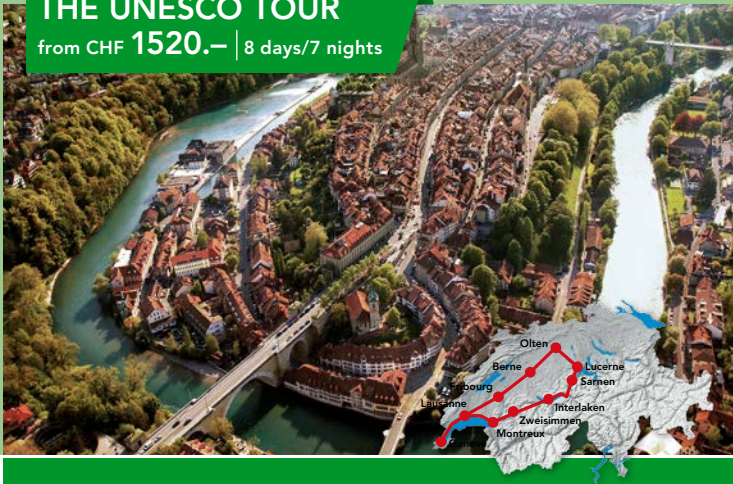 THE UNESCO TOUR
from CHF 1520.– | 8 days/7 nights
Olten
Berne
Lucerne
Sarnen
Fribourg
Lausanne
Interlaken
Zweisimmen
Montreux